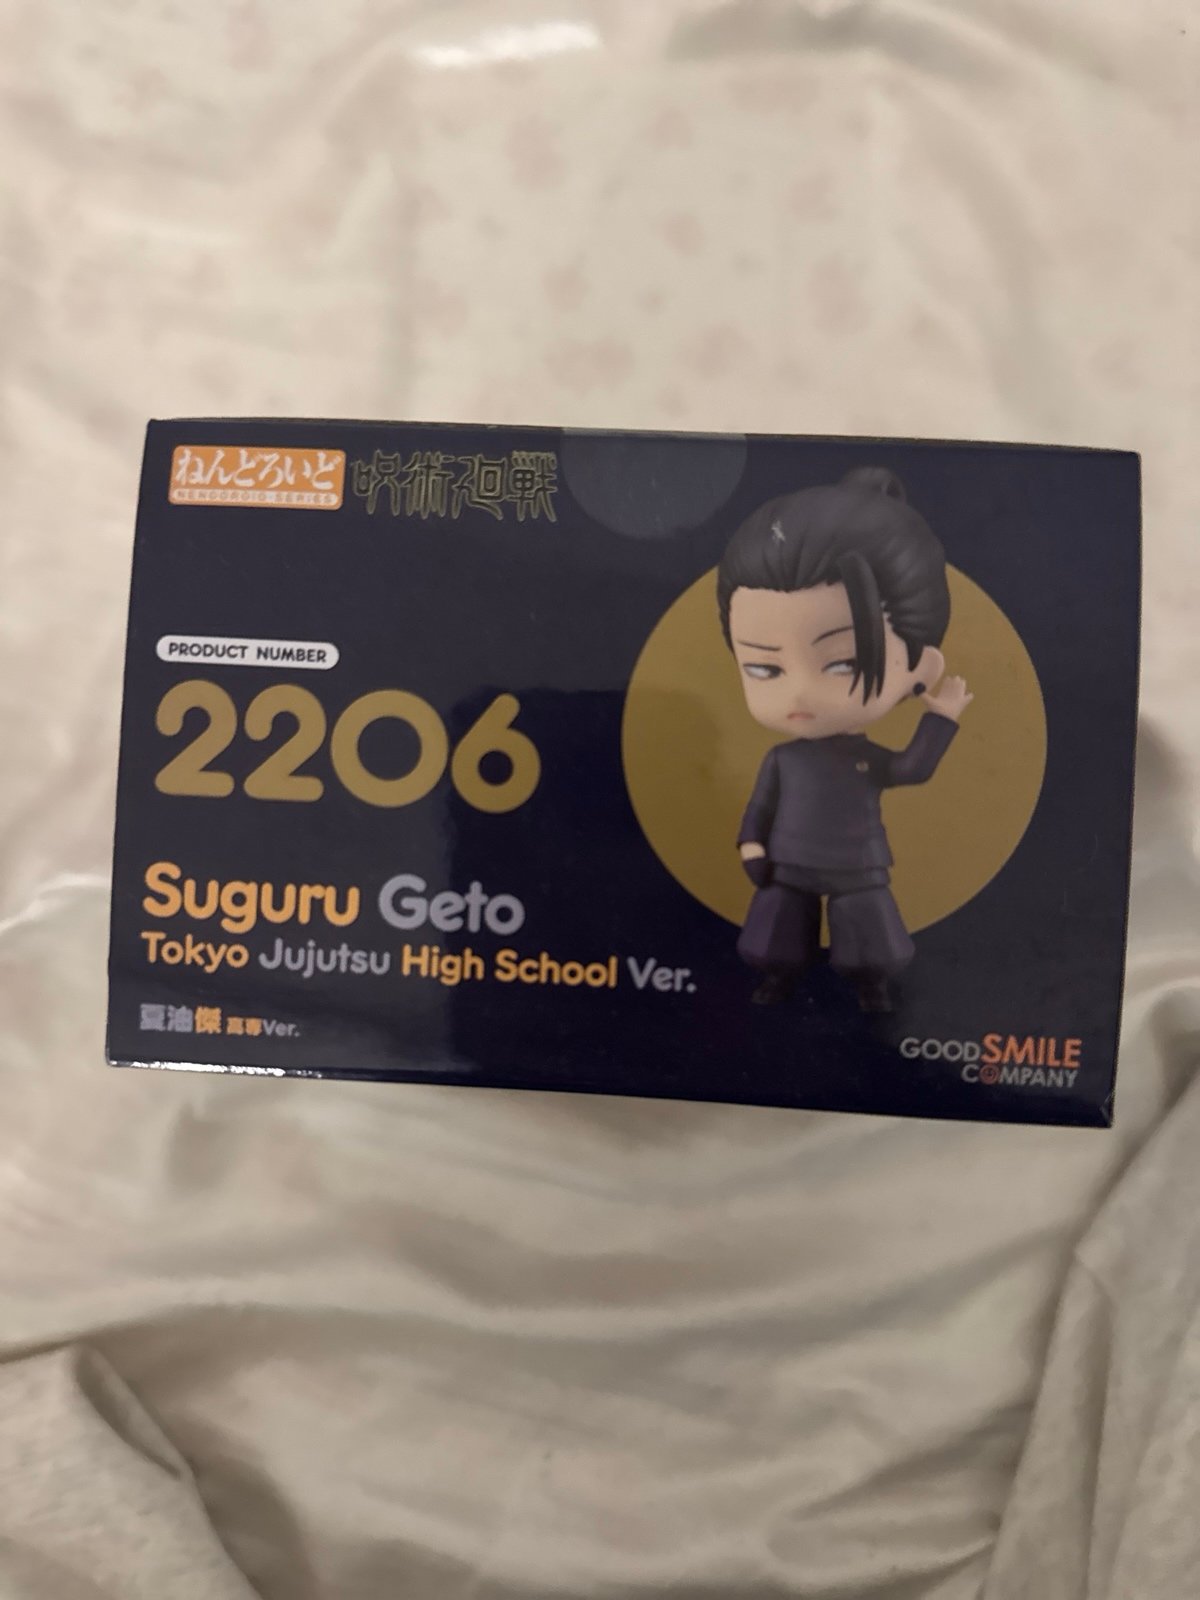 ねんどろいど
NENDOROID-SERIES
呪術廻戦
PRODUCT NUMBER
2206
Suguru Geto
Tokyo Jujutsu High School Ver.
夏油傑 高専Ver.
GOOD SMILE
COMPANY